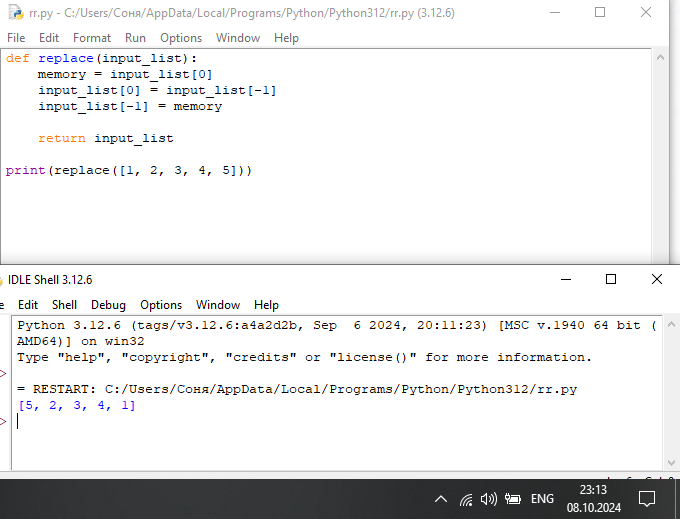 rr.py - C:/Users/Соня/AppData/Local/Programs/Python/Python312/rr.py (3.12.6)
File Edit Format Run Options Window Help
def replace(input_list):
    memory = input_list[0]
    input_list[0] = input_list[-1]
    input_list[-1] = memory
    return input_list
print(replace([1, 2, 3, 4, 5]))
IDLE Shell 3.12.6
e Edit Shell Debug Options Window Help
Python 3.12.6 (tags/v3.12.6:a4a2d2b, Sep  6 2024, 20:11:23) [MSC v.1940 64 bit (
AMD64)] on win32
Type "help", "copyright", "credits" or "license()" for more information.
>
= RESTART: C:/Users/Соня/AppData/Local/Programs/Python/Python312/rr.py
[5, 2, 3, 4, 1]
>
ENG
23:13
08.10.2024